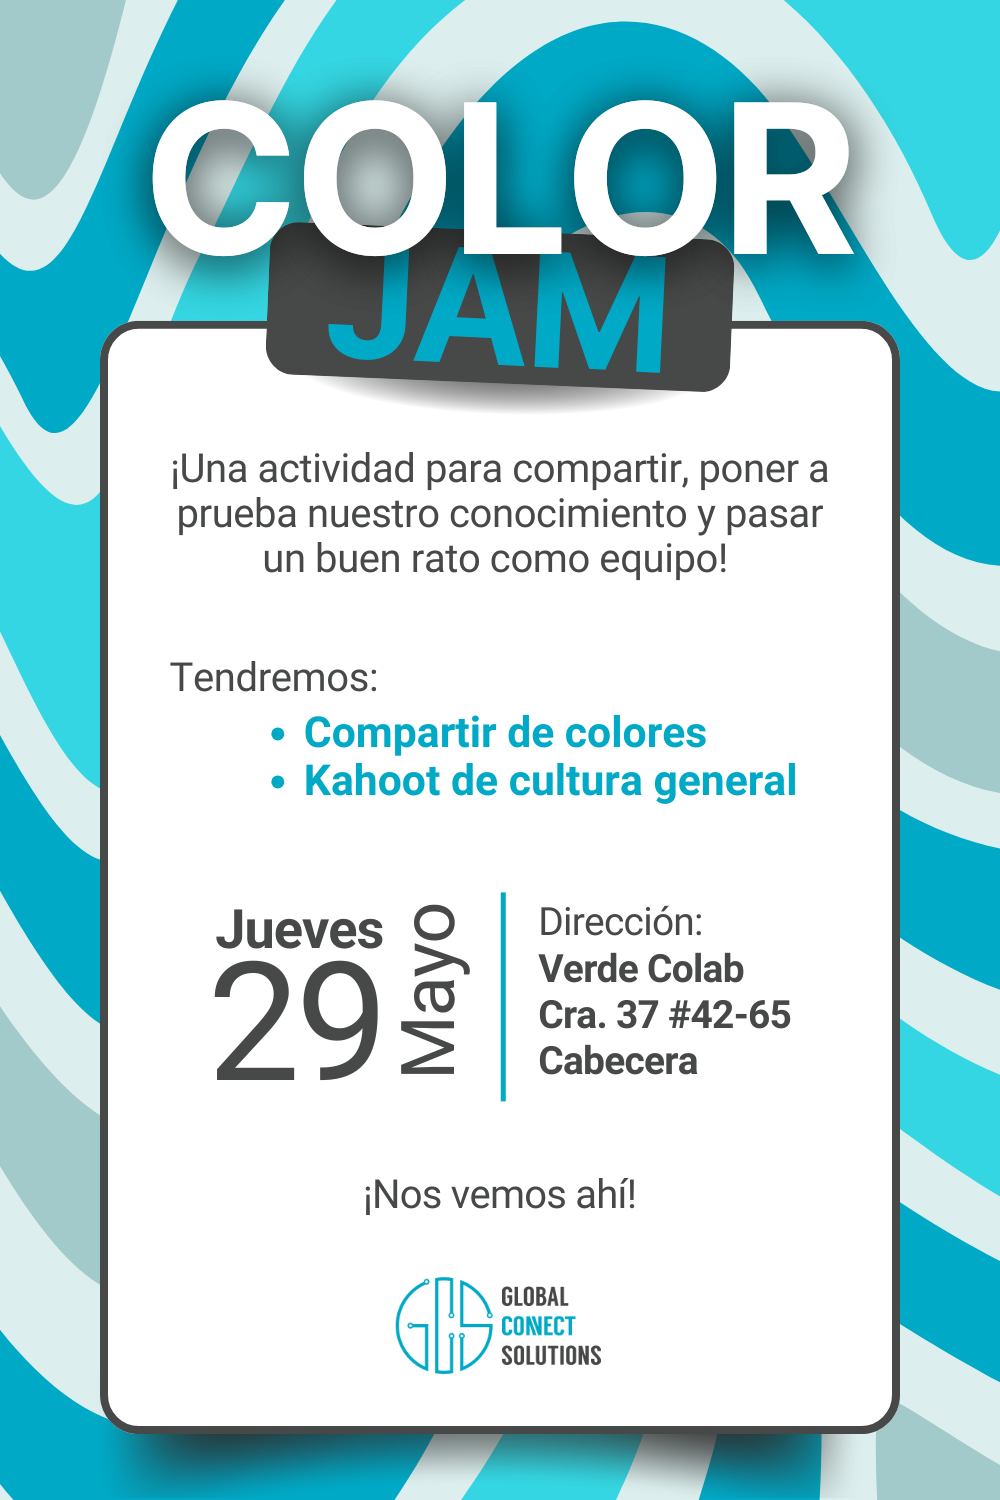 COLOR
JAM
¡Una actividad para compartir, poner a
prueba nuestro conocimiento y pasar
un buen rato como equipo!
Tendremos:
• Compartir de colores
• Kahoot de cultura general
Jueves
29
Mayo
Dirección:
Verde Colab
Cra. 37 #42-65
Cabecera
¡Nos vemos ahí!
GCS
GLOBAL
CONNECT
SOLUTIONS